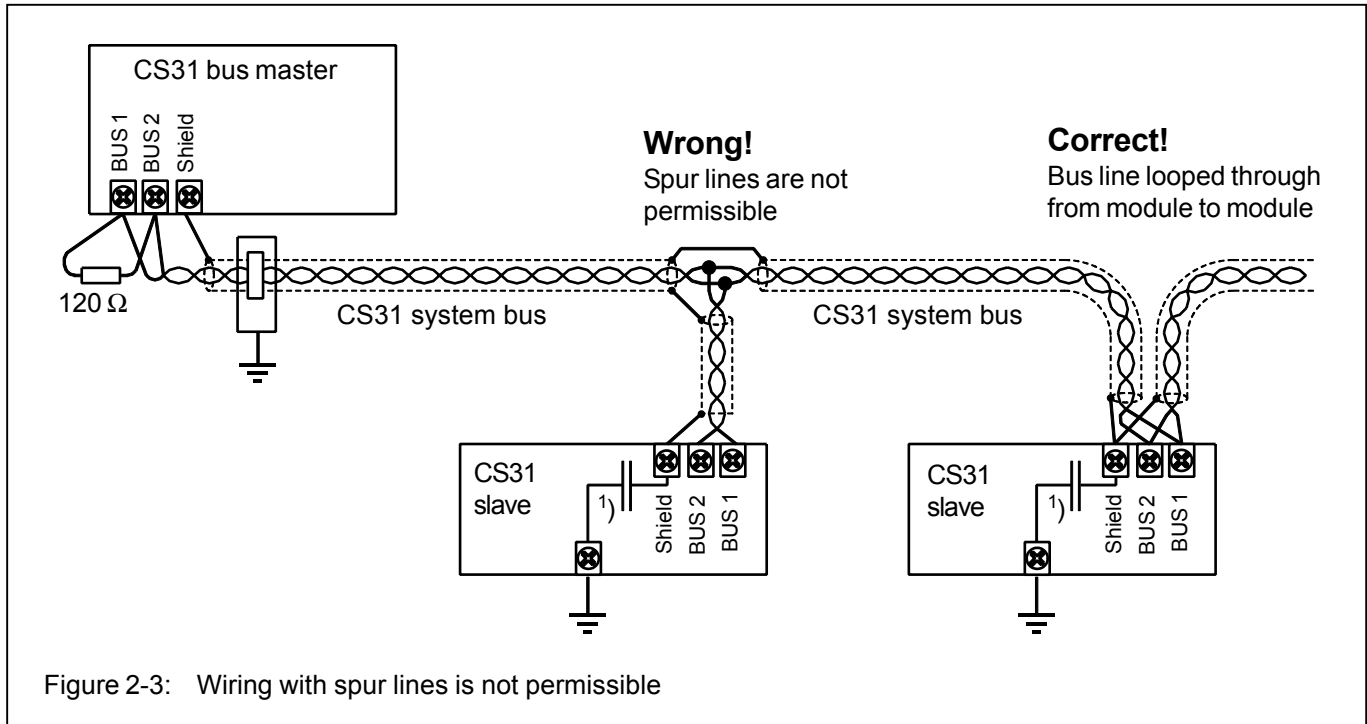 CS31 bus master
BUS 1
BUS 2
Shield
Wrong!
Spur lines are not
permissible
Correct!
Bus line looped through
from module to module
120 Ω
CS31 system bus
CS31 system bus
CS31
slave
1)
Shield
BUS 2
BUS 1
CS31
slave
1)
Shield
BUS 2
BUS 1
Figure 2-3: Wiring with spur lines is not permissible